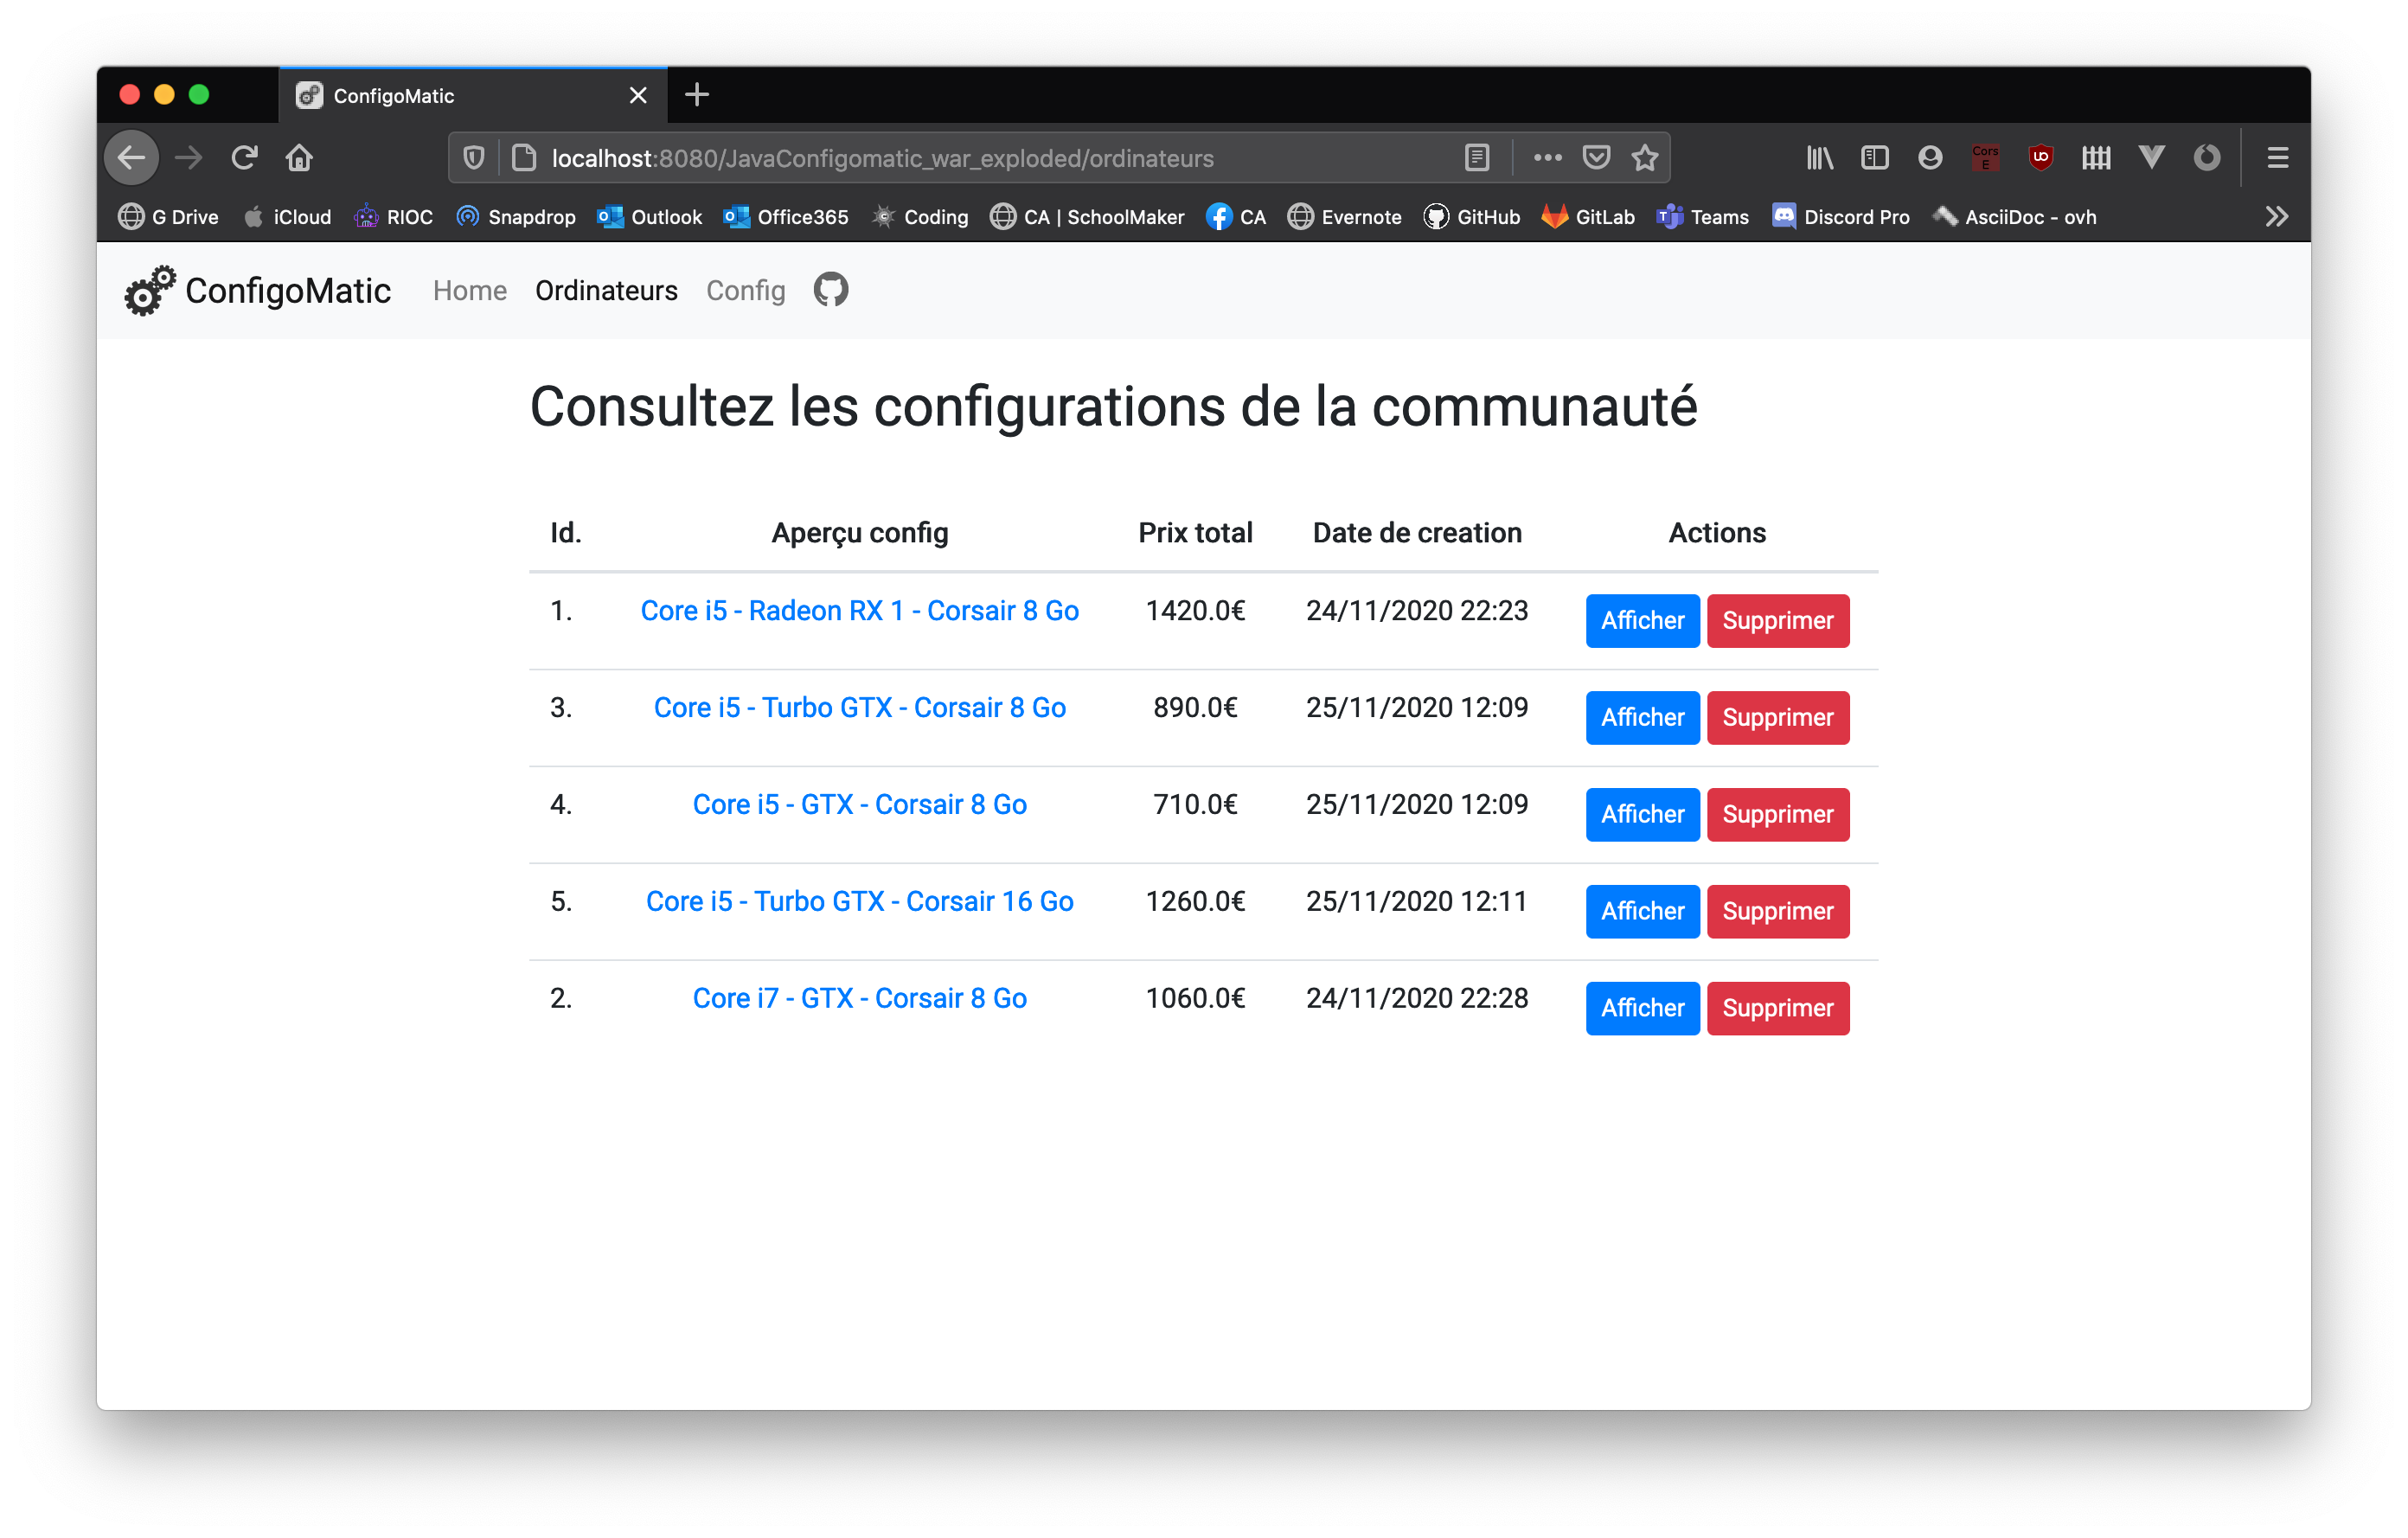 ConfigoMatic
localhost:8080/JavaConfigomatic_war_exploded/ordinateurs
Cors E
G Drive iCloud RIOC Snapdrop Outlook Office365 Coding CA | SchoolMaker CA Evernote GitHub GitLab Teams Discord Pro AsciiDoc - ovh
ConfigoMatic Home Ordinateurs Config
Consultez les configurations de la communauté
Id. Aperçu config Prix total Date de creation Actions
1. Core i5 - Radeon RX 1 - Corsair 8 Go 1420.0€ 24/11/2020 22:23 Afficher Supprimer
3. Core i5 - Turbo GTX - Corsair 8 Go 890.0€ 25/11/2020 12:09 Afficher Supprimer
4. Core i5 - GTX - Corsair 8 Go 710.0€ 25/11/2020 12:09 Afficher Supprimer
5. Core i5 - Turbo GTX - Corsair 16 Go 1260.0€ 25/11/2020 12:11 Afficher Supprimer
2. Core i7 - GTX - Corsair 8 Go 1060.0€ 24/11/2020 22:28 Afficher Supprimer